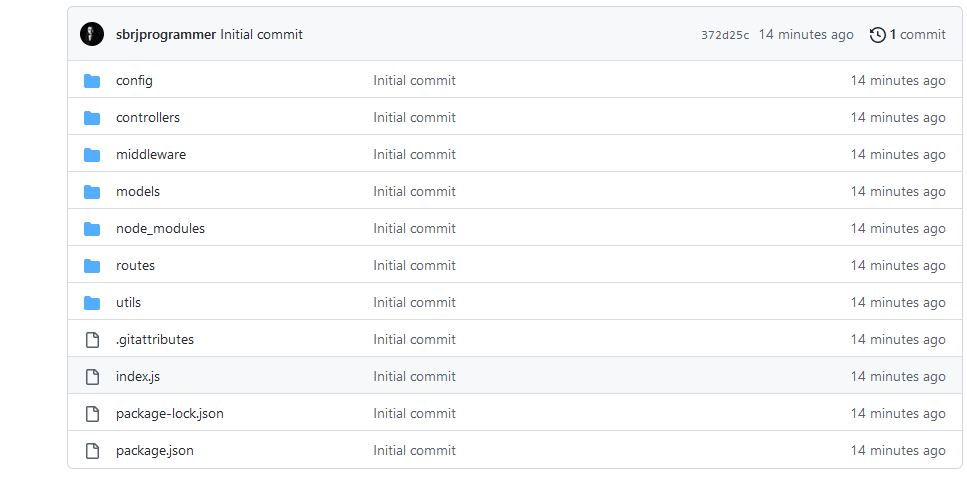 sbrjprogrammer Initial commit 372d25c 14 minutes ago 1 commit
config Initial commit 14 minutes ago
controllers Initial commit 14 minutes ago
middleware Initial commit 14 minutes ago
models Initial commit 14 minutes ago
node_modules Initial commit 14 minutes ago
routes Initial commit 14 minutes ago
utils Initial commit 14 minutes ago
.gitattributes Initial commit 14 minutes ago
index.js Initial commit 14 minutes ago
package-lock.json Initial commit 14 minutes ago
package.json Initial commit 14 minutes ago